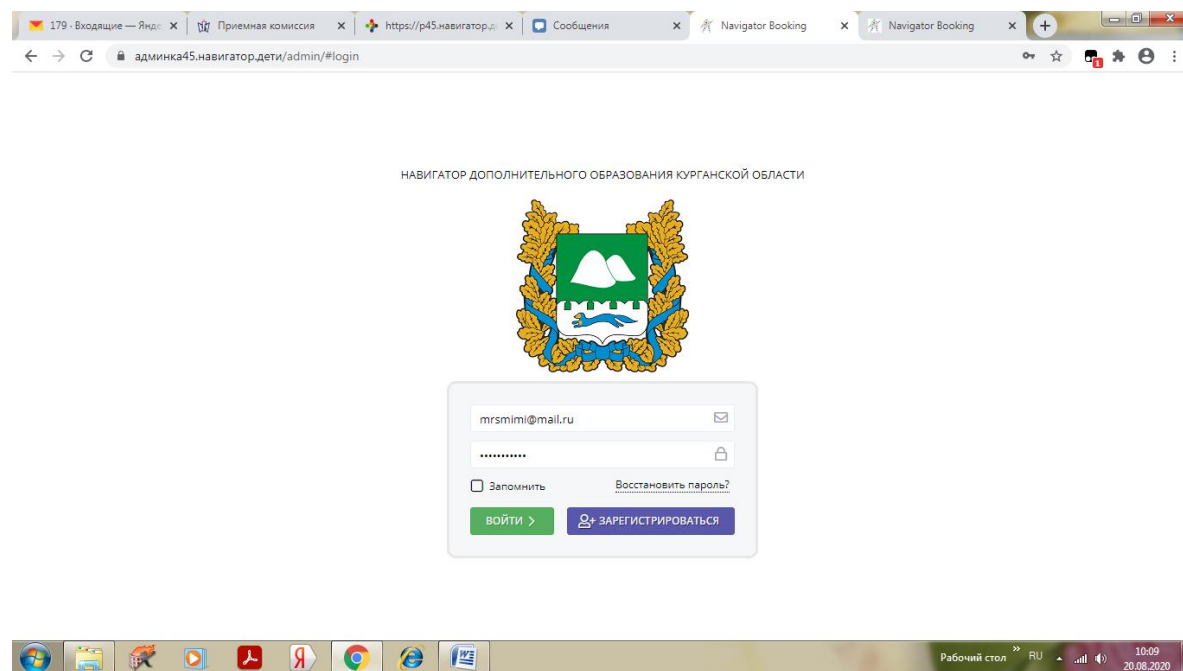 179 · Входящие — Янде
Приемная комиссия
https://р45.навигатор.д
Сообщения
Navigator Booking
Navigator Booking
админка45.навигатор.дети/admin/#login
1
НАВИГАТОР ДОПОЛНИТЕЛЬНОГО ОБРАЗОВАНИЯ КУРГАНСКОЙ ОБЛАСТИ
mrsmimi@mail.ru
•••••••••••
Запомнить
Восстановить пароль?
ВОЙТИ
ЗАРЕГИСТРИРОВАТЬСЯ
Рабочий стол
RU
10:09
20.08.2020